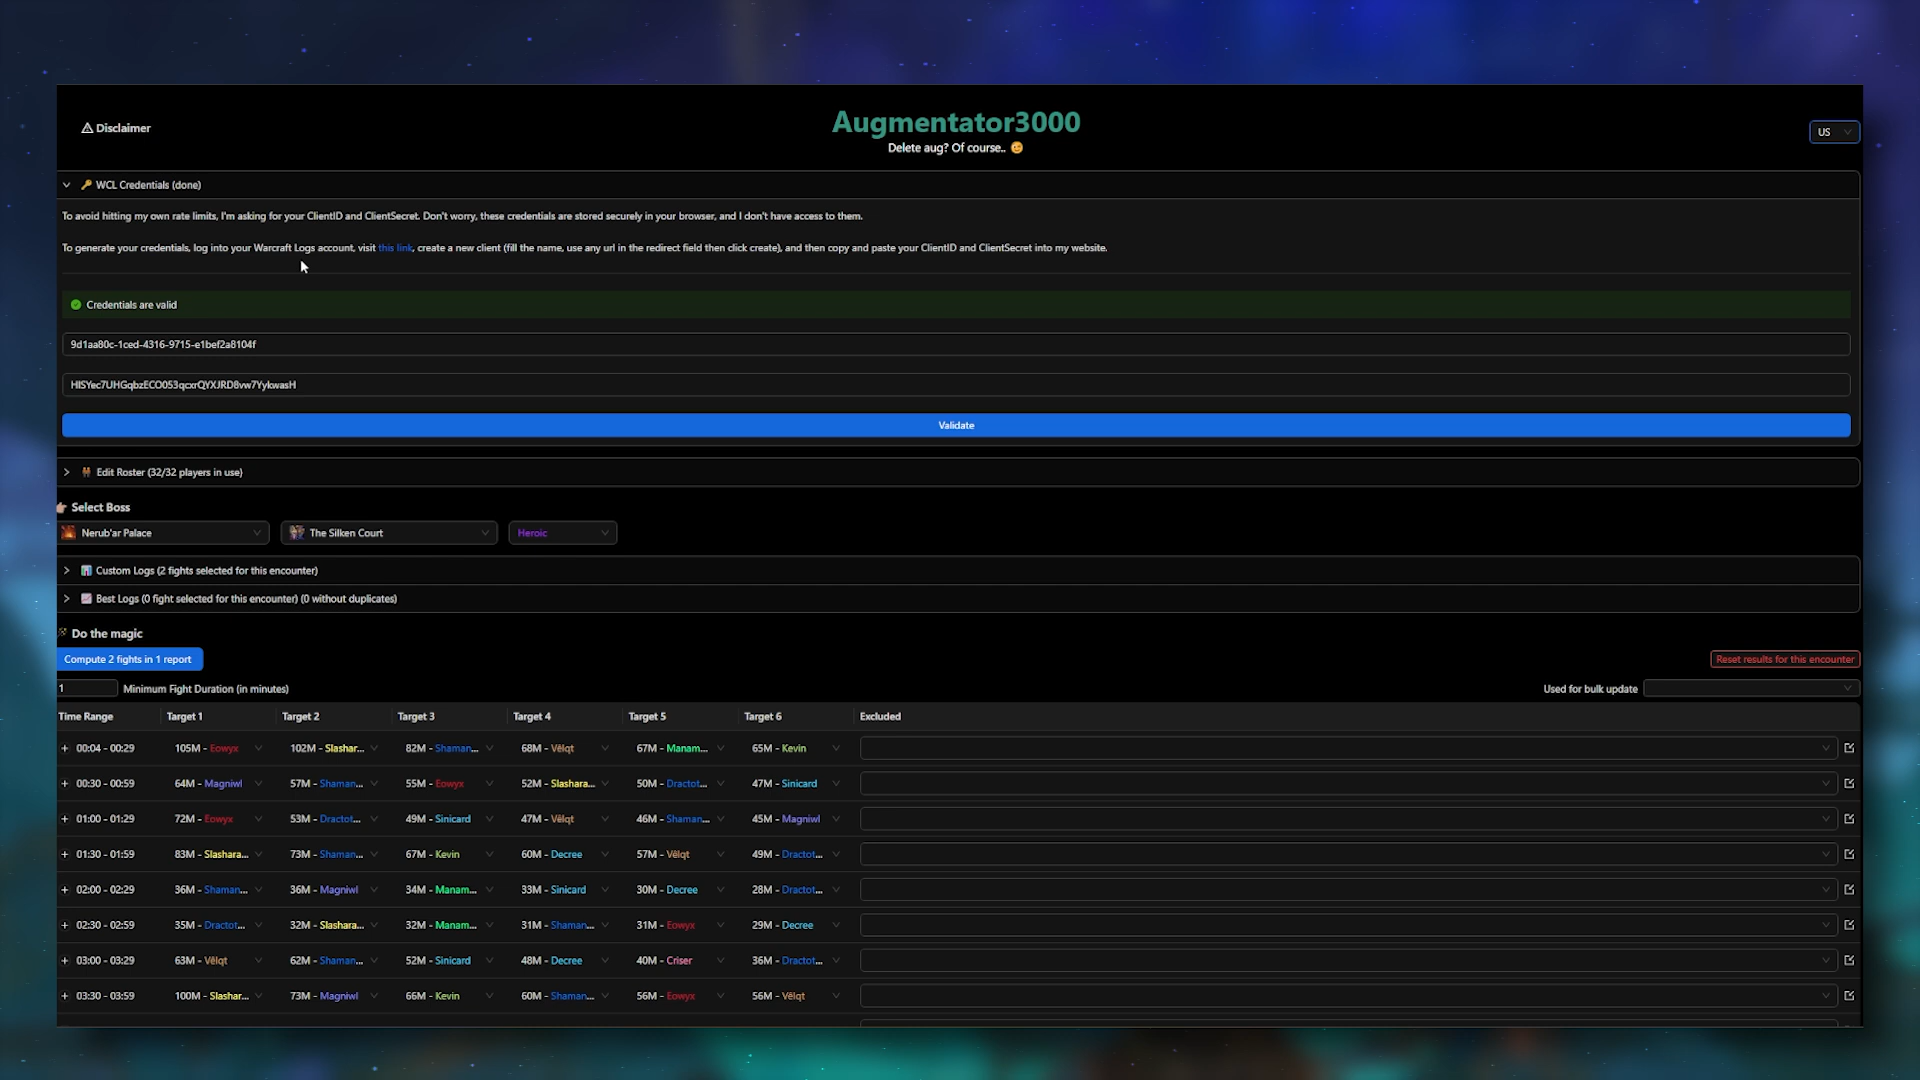 Disclaimer
Augmentator3000
US
Delete aug? Of course..
WCL Credentials (done)
To avoid hitting my own rate limits, I'm asking for your ClientID and ClientSecret. Don't worry, these credentials are stored securely in your browser, and I don't have access to them.
To generate your credentials, log into your Warcraft Logs account, visit this link, create a new client (fill the name, use any url in the redirect field then click create), and then copy and paste your ClientID and ClientSecret into my website.
Credentials are valid
9d1aa80c-1ced-4316-9715-e1bef2a8104f
HlSYec7UHGqbzECO053qcxrQYXJRD8vw7YykwasH
Validate
Edit Roster (32/32 players in use)
Select Boss
Nerub'ar Palace The Silken Court Heroic
Custom Logs (2 fights selected for this encounter)
Best Logs (0 fight selected for this encounter) (0 without duplicates)
Do the magic
Compute 2 fights in 1 report Reset results for this encounter
1 Minimum Fight Duration (in minutes) Used for bulk update
Time Range Target 1 Target 2 Target 3 Target 4 Target 5 Target 6 Excluded
+ 00:04 - 00:29 105M - Eowyx 102M - Slashar... 82M - Shaman... 68M - Vêlqt 67M - Manam... 65M - Kevin
+ 00:30 - 00:59 64M - Magniwl 57M - Shaman... 55M - Eowyx 52M - Slashara... 50M - Dractot... 47M - Sinicard
+ 01:00 - 01:29 72M - Eowyx 53M - Dractot... 49M - Sinicard 47M - Vêlqt 46M - Shaman... 45M - Magniwl
+ 01:30 - 01:59 83M - Slashara... 73M - Shaman... 67M - Kevin 60M - Decree 57M - Vêlqt 49M - Dractot...
+ 02:00 - 02:29 36M - Shaman... 36M - Magniwl 34M - Manam... 33M - Sinicard 30M - Decree 28M - Dractot...
+ 02:30 - 02:59 35M - Dractot... 32M - Slashara... 32M - Manam... 31M - Shaman... 31M - Eowyx 29M - Decree
+ 03:00 - 03:29 63M - Vêlqt 62M - Shaman... 52M - Sinicard 48M - Decree 40M - Criser 36M - Dractot...
+ 03:30 - 03:59 100M - Slashar... 73M - Magniwl 66M - Kevin 60M - Shaman... 56M - Eowyx 56M - Vêlqt